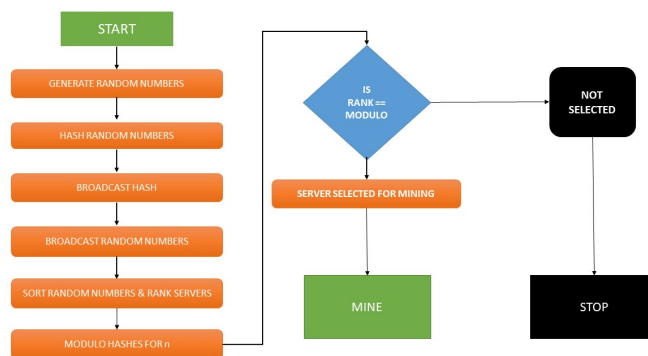 START
GENERATE RANDOM NUMBERS
HASH RANDOM NUMBERS
BROADCAST HASH
BROADCAST RANDOM NUMBERS
SORT RANDOM NUMBERS & RANK SERVERS
MODULO HASHES FOR n
IS
RANK ==
MODULO
SERVER SELECTED FOR MINING
MINE
NOT
SELECTED
STOP